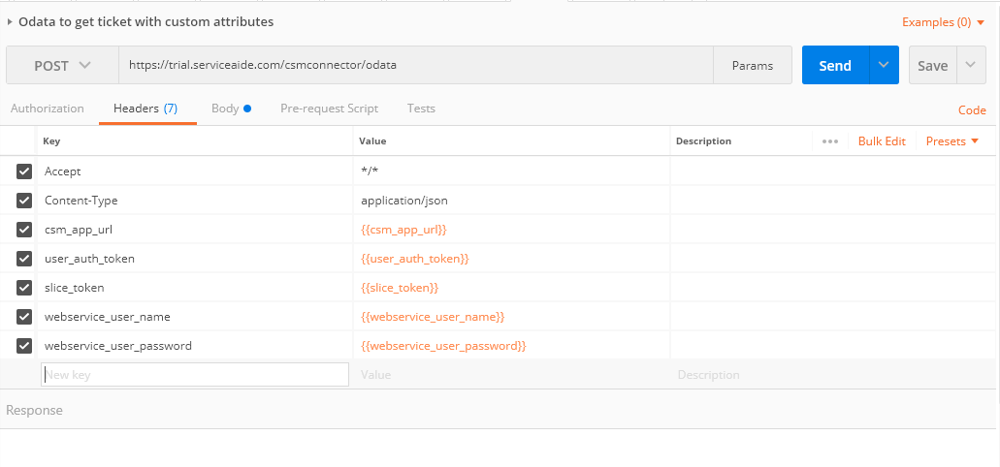 Odata to get ticket with custom attributes
Examples (0)
POST https://trial.serviceaide.com/csmconnector/odata Params Send Save
Authorization Headers (7) Body Pre-request Script Tests Code
Key Value Description ••• Bulk Edit Presets
Accept */*
Content-Type application/json
csm_app_url {{csm_app_url}}
user_auth_token {{user_auth_token}}
slice_token {{slice_token}}
webservice_user_name {{webservice_user_name}}
webservice_user_password {{webservice_user_password}}
New key Value Description
Response